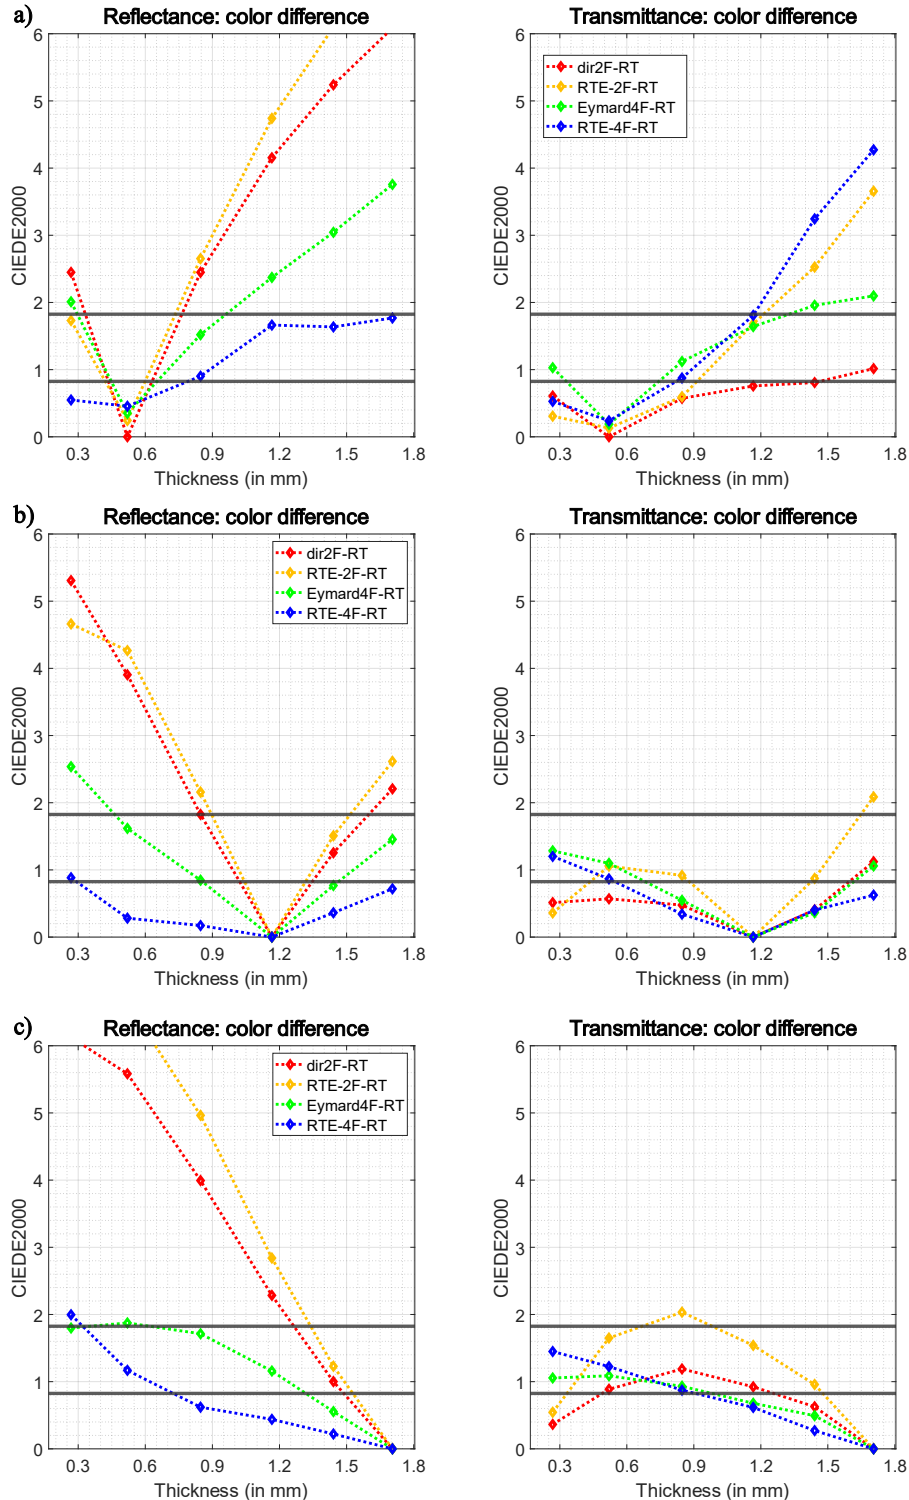 a)
Reflectance: color difference
Transmittance: color difference
6
5
4
3
2
1
0
CIEDE2000
0.3 0.6 0.9 1.2 1.5 1.8
Thickness (in mm)
6
5
4
3
2
1
0
CIEDE2000
dir2F-RT
RTE-2F-RT
Eymard4F-RT
RTE-4F-RT
0.3 0.6 0.9 1.2 1.5 1.8
Thickness (in mm)
b)
Reflectance: color difference
Transmittance: color difference
6
5
4
3
2
1
0
CIEDE2000
dir2F-RT
RTE-2F-RT
Eymard4F-RT
RTE-4F-RT
0.3 0.6 0.9 1.2 1.5 1.8
Thickness (in mm)
6
5
4
3
2
1
0
CIEDE2000
0.3 0.6 0.9 1.2 1.5 1.8
Thickness (in mm)
c)
Reflectance: color difference
Transmittance: color difference
6
5
4
3
2
1
0
CIEDE2000
dir2F-RT
RTE-2F-RT
Eymard4F-RT
RTE-4F-RT
0.3 0.6 0.9 1.2 1.5 1.8
Thickness (in mm)
6
5
4
3
2
1
0
CIEDE2000
0.3 0.6 0.9 1.2 1.5 1.8
Thickness (in mm)